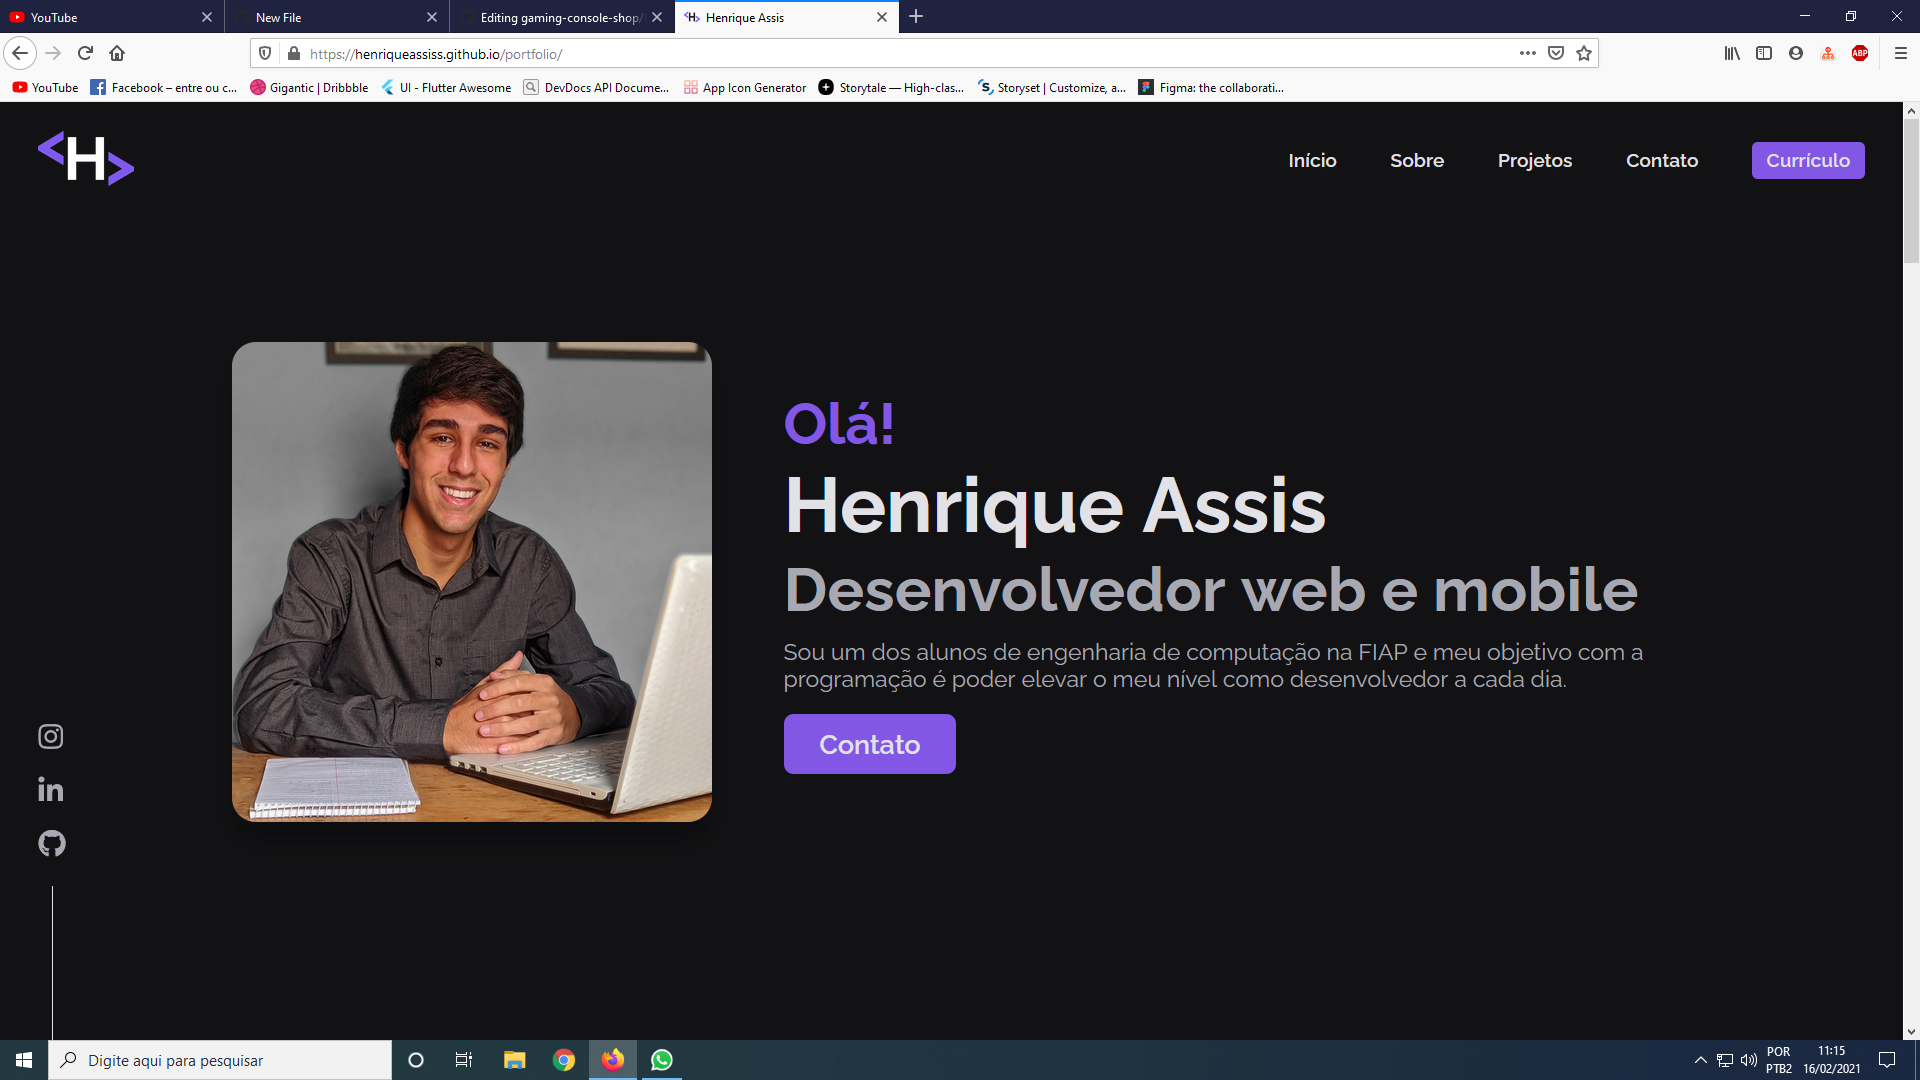 YouTube
New File
Editing gaming-console-shop/
Henrique Assis
https://henriqueassiss.github.io/portfolio/
ABP
YouTube
Facebook – entre ou c...
Gigantic | Dribbble
UI - Flutter Awesome
DevDocs API Docume...
App Icon Generator
Storytale — High-clas...
Storyset | Customize, a...
Figma: the collaborati...
<H>
Início
Sobre
Projetos
Contato
Currículo
Olá!
Henrique Assis
Desenvolvedor web e mobile
Sou um dos alunos de engenharia de computação na FIAP e meu objetivo com a
programação é poder elevar o meu nível como desenvolvedor a cada dia.
Contato
Digite aqui para pesquisar
POR
PTB2
11:15
16/02/2021